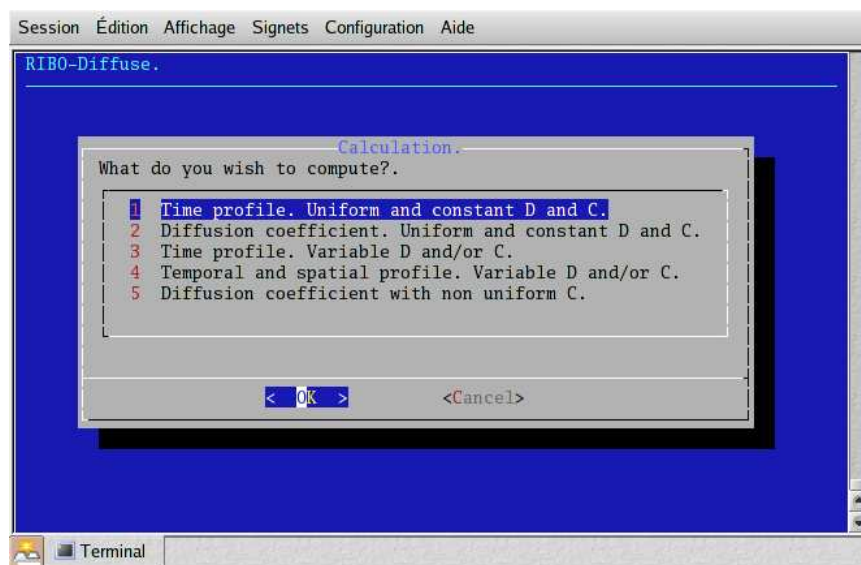 Session Édition Affichage Signets Configuration Aide
RIBO-Diffuse.
Calculation.
What do you wish to compute?.
1 Time profile. Uniform and constant D and C.
2 Diffusion coefficient. Uniform and constant D and C.
3 Time profile. Variable D and/or C.
4 Temporal and spatial profile. Variable D and/or C.
5 Diffusion coefficient with non uniform C.
< OK > <Cancel>
Terminal